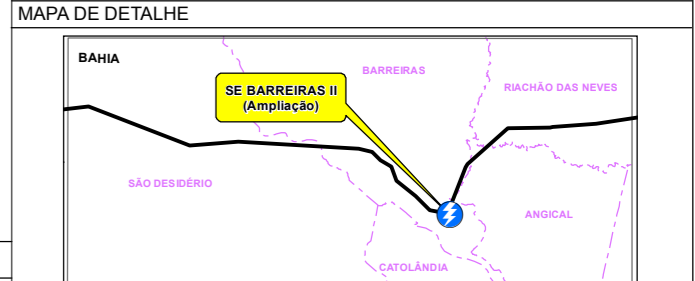 MAPA DE DETALHE
BAHIA
BARREIRAS
RIACHÃO DAS NEVES
SE BARREIRAS II
(Ampliação)
SÃO DESIDÉRIO
ANGICAL
CATOLÂNDIA